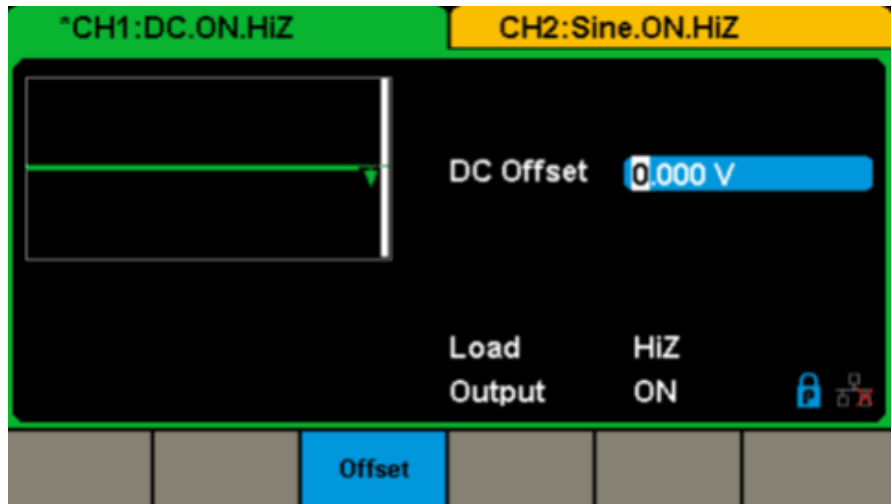 *CH1:DC.ON.HiZ
CH2:Sine.ON.HiZ
DC Offset 0.000 V
Load HiZ
Output ON
P
Offset